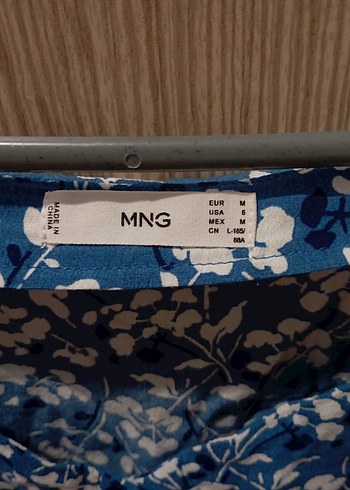 MADE IN
CHINA
MNG
EUR M
USA 6
MEX M
CN L-165/
88A